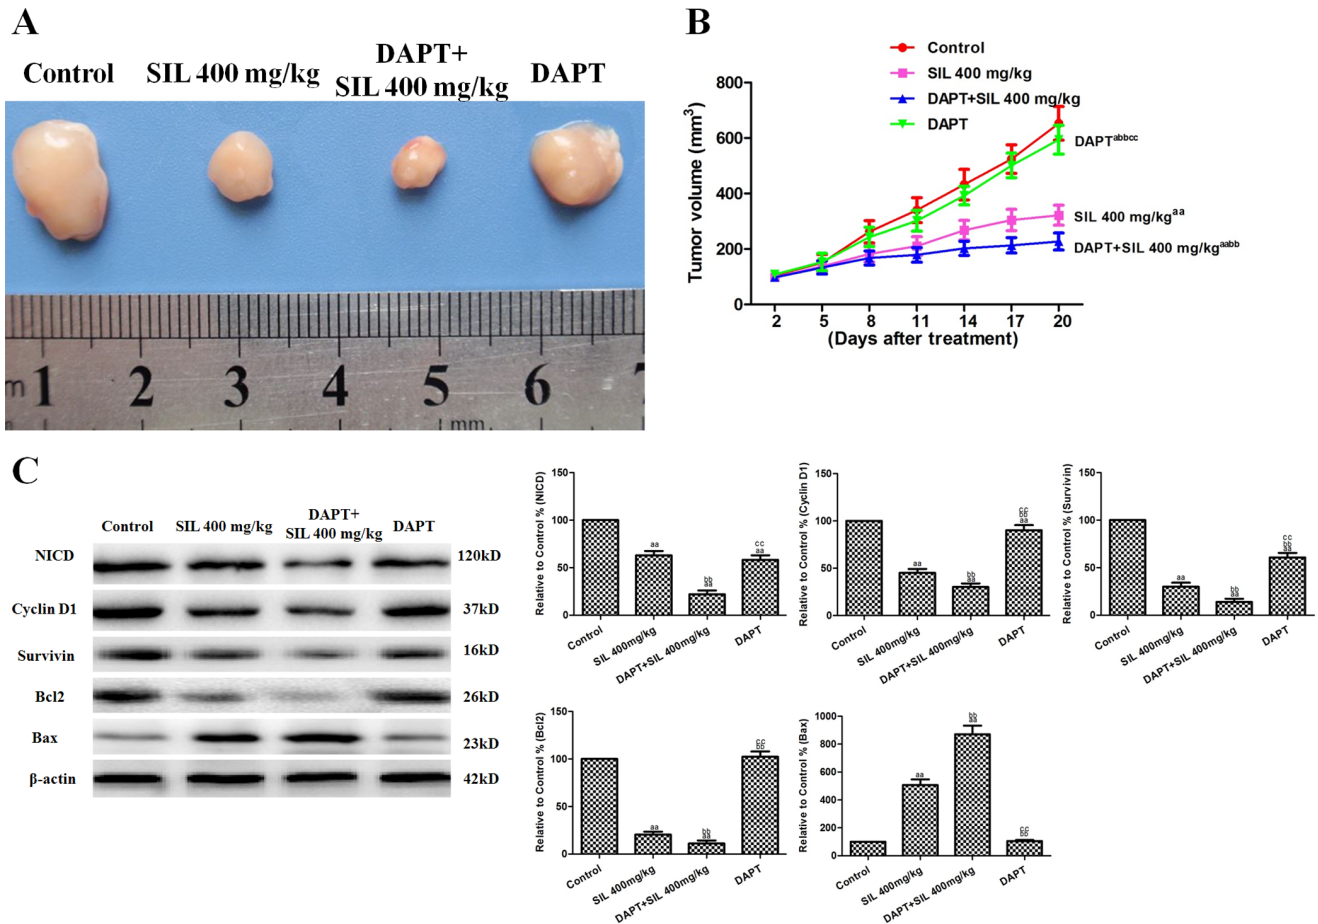 A
Control
SIL 400 mg/kg
DAPT+
SIL 400 mg/kg
DAPT
1 2 3 4 5 6
mm
B
Control
SIL 400 mg/kg
DAPT+SIL 400 mg/kg
DAPT
Tumor volume (mm³)
800
600
400
200
0
2 5 8 11 14 17 20
(Days after treatment)
DAPTabbcc
SIL 400 mg/kgaa
DAPT+SIL 400 mg/kgaabb
C
Control
SIL 400 mg/kg
DAPT+
SIL 400 mg/kg
DAPT
NICD 120kD
Cyclin D1 37kD
Survivin 16kD
Bcl2 26kD
Bax 23kD
β-actin 42kD
Relative to Control % (NICD)
150
100
50
0
aa
bb
aa
cc
aa
Control
SIL 400mg/kg
DAPT+SIL 400mg/kg
DAPT
Relative to Control % (Cyclin D1)
150
100
50
0
aa
bb
aa
cc
bb
aa
Control
SIL 400mg/kg
DAPT+SIL 400mg/kg
DAPT
Relative to Control % (Survivin)
150
100
50
0
aa
bb
aa
cc
bb
aa
Control
SIL 400mg/kg
DAPT+SIL 400mg/kg
DAPT
Relative to Control % (Bcl2)
150
100
50
0
aa
bb
aa
cc
bb
Control
SIL 400mg/kg
DAPT+SIL 400mg/kg
DAPT
Relative to Control % (Bax)
1000
800
600
400
200
0
aa
bb
aa
cc
bb
Control
SIL 400mg/kg
DAPT+SIL 400mg/kg
DAPT